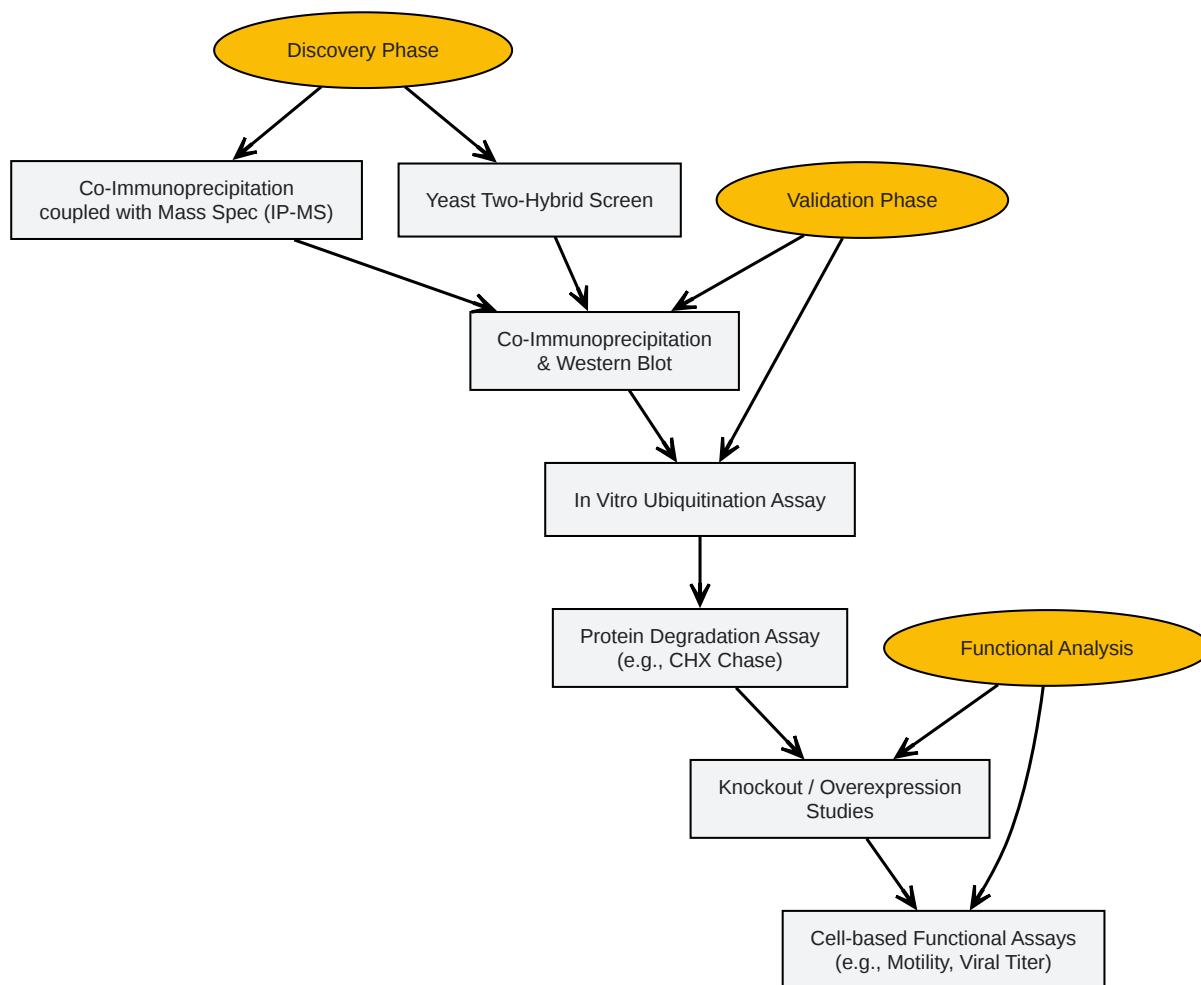 Discovery Phase
Co-Immunoprecipitation
coupled with Mass Spec (IP-MS)
Yeast Two-Hybrid Screen
Validation Phase
Co-Immunoprecipitation
& Western Blot
In Vitro Ubiquitination Assay
Protein Degradation Assay
(e.g., CHX Chase)
Functional Analysis
Knockout / Overexpression
Studies
Cell-based Functional Assays
(e.g., Motility, Viral Titer)